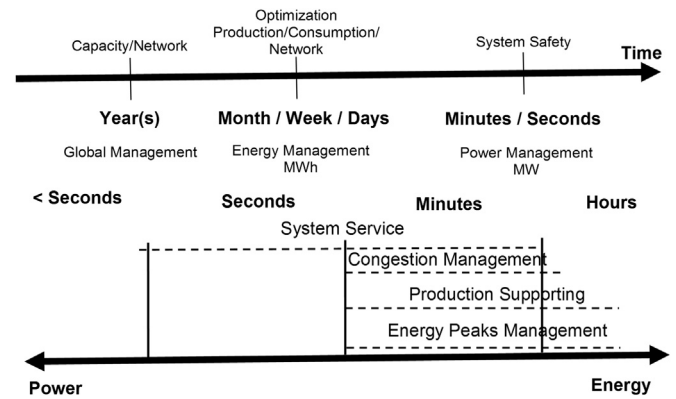 Capacity/Network
Optimization
Production/Consumption/
Network
System Safety
Time
Year(s)
Month / Week / Days
Minutes / Seconds
Global Management
Energy Management
MWh
Power Management
MW
< Seconds
Seconds
Minutes
Hours
System Service
Congestion Management
Production Supporting
Energy Peaks Management
Power
Energy